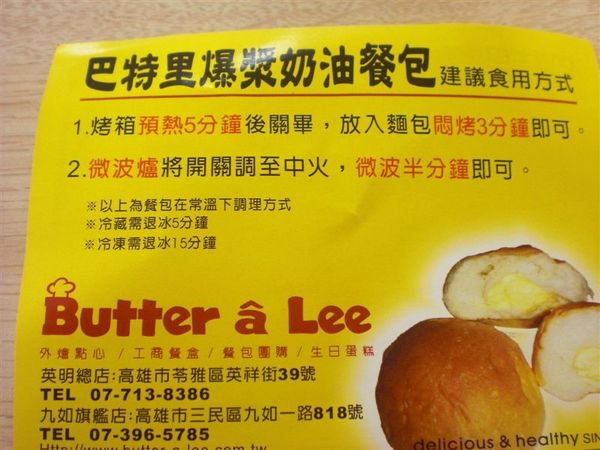 巴特里爆漿奶油餐包 建議食用方式
1.烤箱預熱5分鐘後關畢，放入麵包悶烤3分鐘即可。
2.微波爐將開關調至中火，微波半分鐘即可。
※以上為餐包在常溫下調理方式
※冷藏需退冰5分鐘
※冷凍需退冰15分鐘
Butter â Lee
外燴點心 / 工商餐盒 / 餐包團購 / 生日蛋糕
英明總店:高雄市苓雅區英祥街39號
TEL 07-713-8386
九如旗艦店:高雄市三民區九如一路818號
TEL 07-396-5785
Http://www.butter-a-lee.com.tw
delicious & healthy SIN